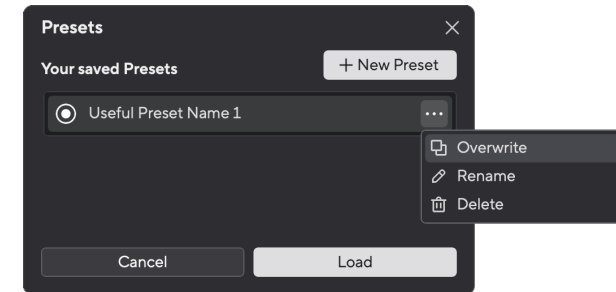 Presets
Your saved Presets
New Preset
Useful Preset Name 1
Overwrite
Rename
Delete
Cancel
Load